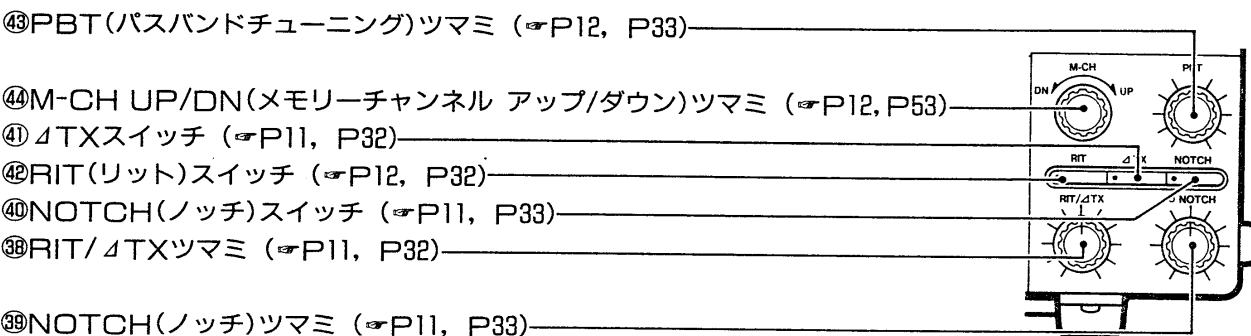 ㊸PBT(パスバンドチューニング)ツマミ (☞P12, P33)
㊹M-CH UP/DN(メモリーチャンネル アップ/ダウン)ツマミ (☞P12, P53)
㊶⊿TXスイッチ (☞P11, P32)
㊷RIT(リット)スイッチ (☞P12, P32)
㊵NOTCH(ノッチ)スイッチ (☞P11, P33)
㊳RIT/⊿TXツマミ (☞P11, P32)
㊴NOTCH(ノッチ)ツマミ (☞P11, P33)
M-CH PBT
DN UP
RIT ⊿TX NOTCH
RIT/⊿TX NOTCH